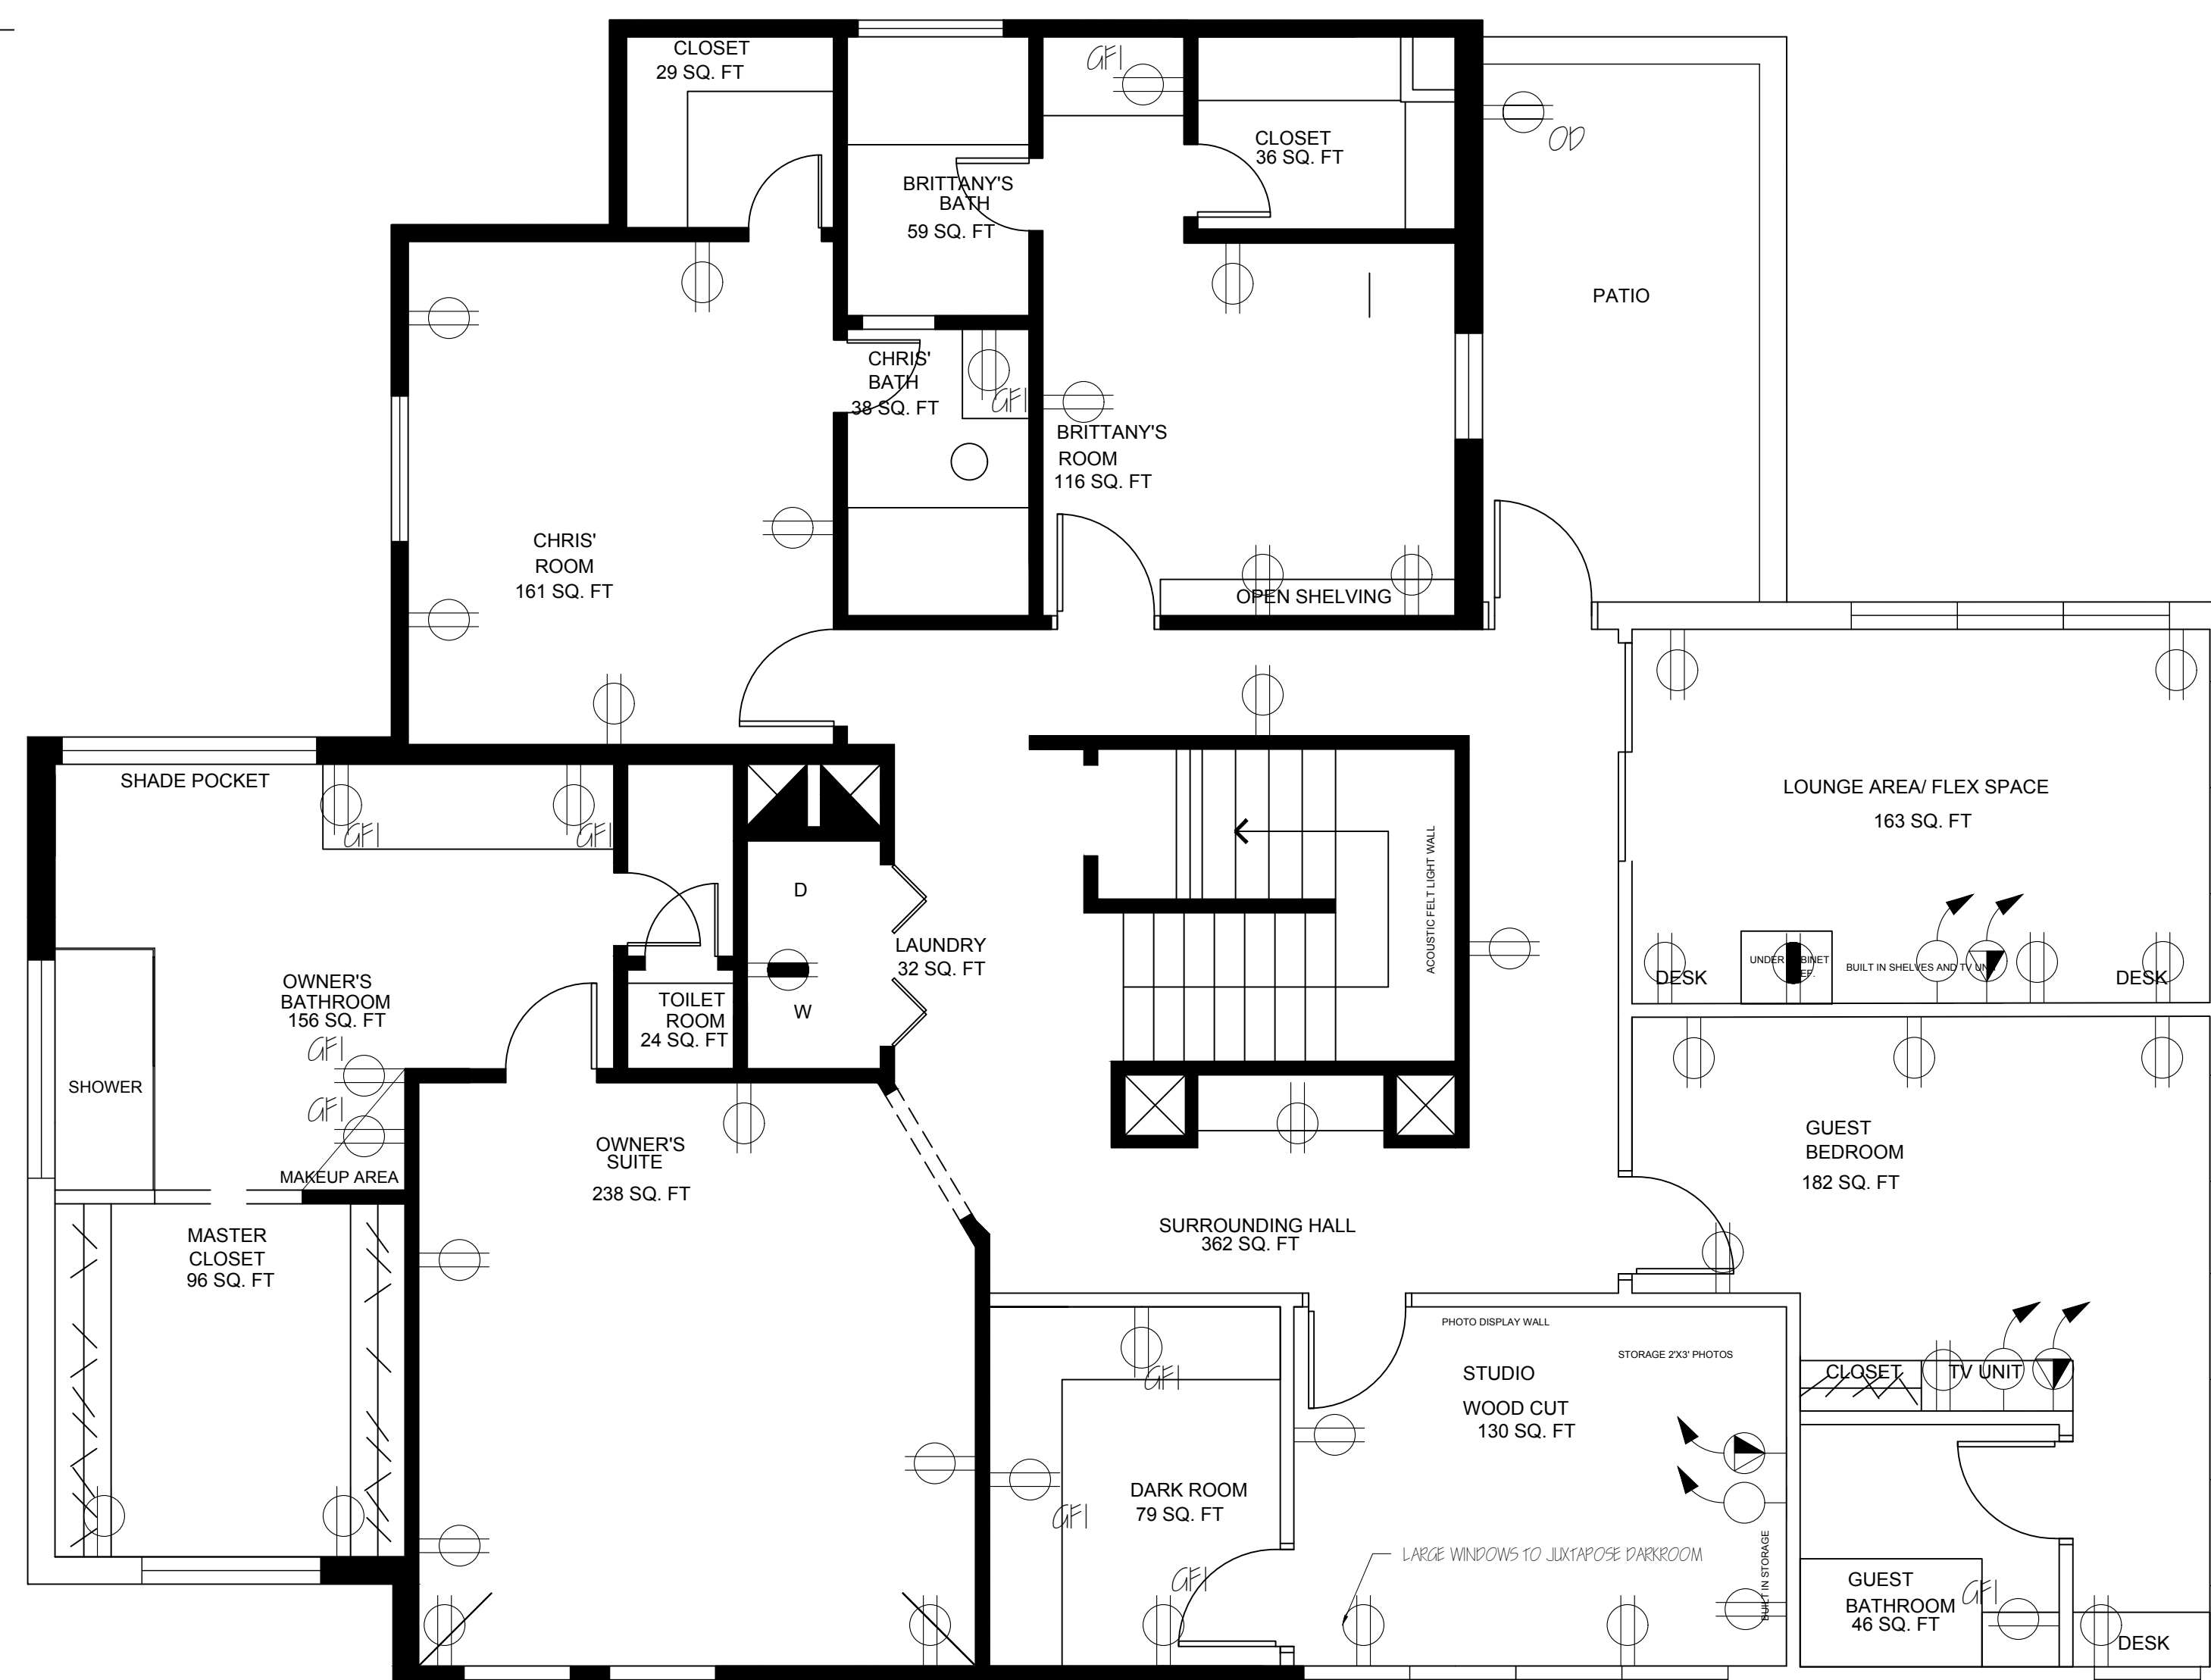 CLOSET
29 SQ. FT
GFI
CLOSET
36 SQ. FT
OD
BRITTANY'S
BATH
59 SQ. FT
PATIO
CHRIS'
BATH
38 SQ. FT
GFI
BRITTANY'S
ROOM
116 SQ. FT
CHRIS'
ROOM
161 SQ. FT
OPEN SHELVING
SHADE POCKET
GFI
GFI
LOUNGE AREA/ FLEX SPACE
163 SQ. FT
ACOUSTIC FELT LIGHT WALL
D
LAUNDRY
32 SQ. FT
W
DESK
UNDER
BUILT IN SHELVES AND TV
DESK
OWNER'S
BATHROOM
156 SQ. FT
TOILET
ROOM
24 SQ. FT
GFI
SHOWER
GFI
MAKEUP AREA
OWNER'S
SUITE
238 SQ. FT
GUEST
BEDROOM
182 SQ. FT
MASTER
CLOSET
96 SQ. FT
SURROUNDING HALL
362 SQ. FT
PHOTO DISPLAY WALL
STORAGE 2'X3' PHOTOS
STUDIO
WOOD CUT
130 SQ. FT
CLOSET
TV UNIT
GFI
DARK ROOM
79 SQ. FT
GFI
LARGE WINDOWS TO JUXTAPOSE DARKROOM
BUILT IN STORAGE
GFI
GUEST
BATHROOM
46 SQ. FT
GFI
DESK